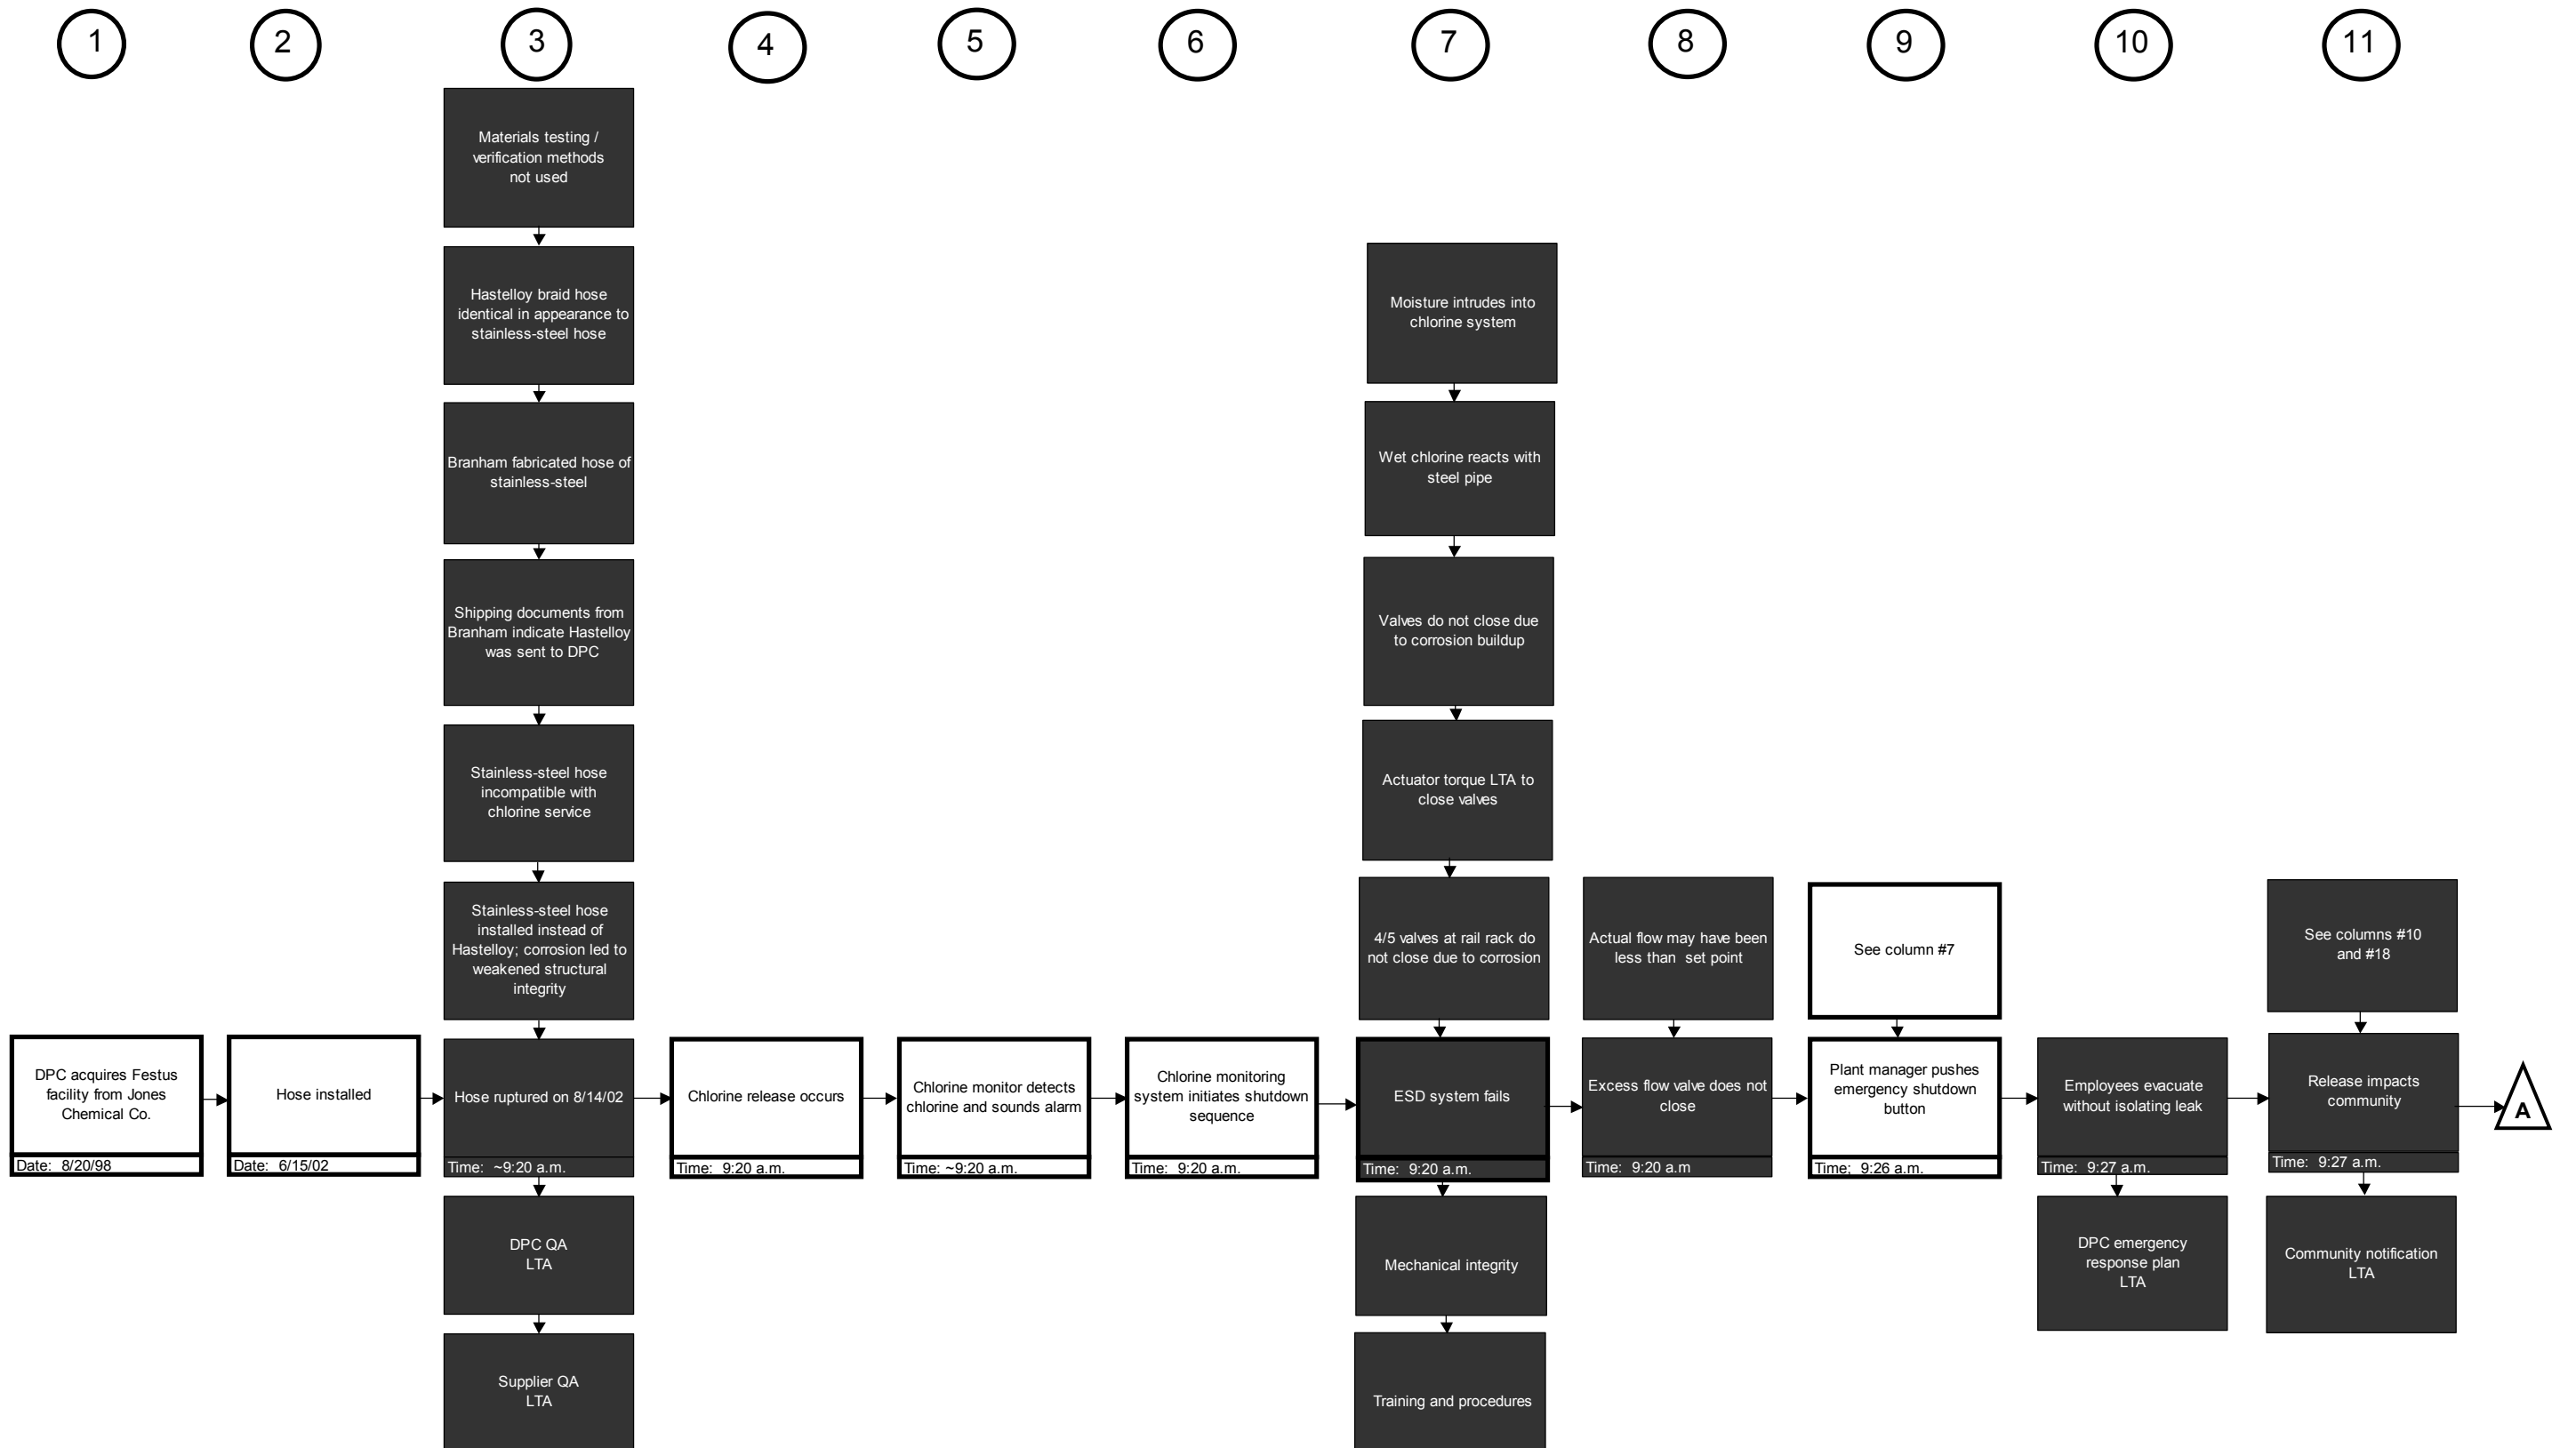 1
2
3
4
5
6
7
8
9
10
11
Materials testing /
verification methods
not used
Hastelloy braid hose
identical in appearance to
stainless-steel hose
Branham fabricated hose of
stainless-steel
Shipping documents from
Branham indicate Hastelloy
was sent to DPC
Stainless-steel hose
incompatible with
chlorine service
Stainless-steel hose
installed instead of
Hastelloy; corrosion led to
weakened structural
integrity
Moisture intrudes into
chlorine system
Wet chlorine reacts with
steel pipe
Valves do not close due
to corrosion buildup
Actuator torque LTA to
close valves
4/5 valves at rail rack do
not close due to corrosion
Actual flow may have been
less than set point
See column #7
See columns #10
and #18
DPC acquires Festus
facility from Jones
Chemical Co.
Date: 8/20/98
Hose installed
Date: 6/15/02
Hose ruptured on 8/14/02
Time: ~9:20 a.m.
Chlorine release occurs
Time: 9:20 a.m.
Chlorine monitor detects
chlorine and sounds alarm
Time: ~9:20 a.m.
Chlorine monitoring
system initiates shutdown
sequence
Time: 9:20 a.m.
ESD system fails
Time: 9:20 a.m.
Excess flow valve does not
close
Time: 9:20 a.m
Plant manager pushes
emergency shutdown
button
Time; 9:26 a.m.
Employees evacuate
without isolating leak
Time: 9:27 a.m.
Release impacts
community
Time: 9:27 a.m.
A
DPC QA
LTA
Supplier QA
LTA
Mechanical integrity
Training and procedures
DPC emergency
response plan
LTA
Community notification
LTA